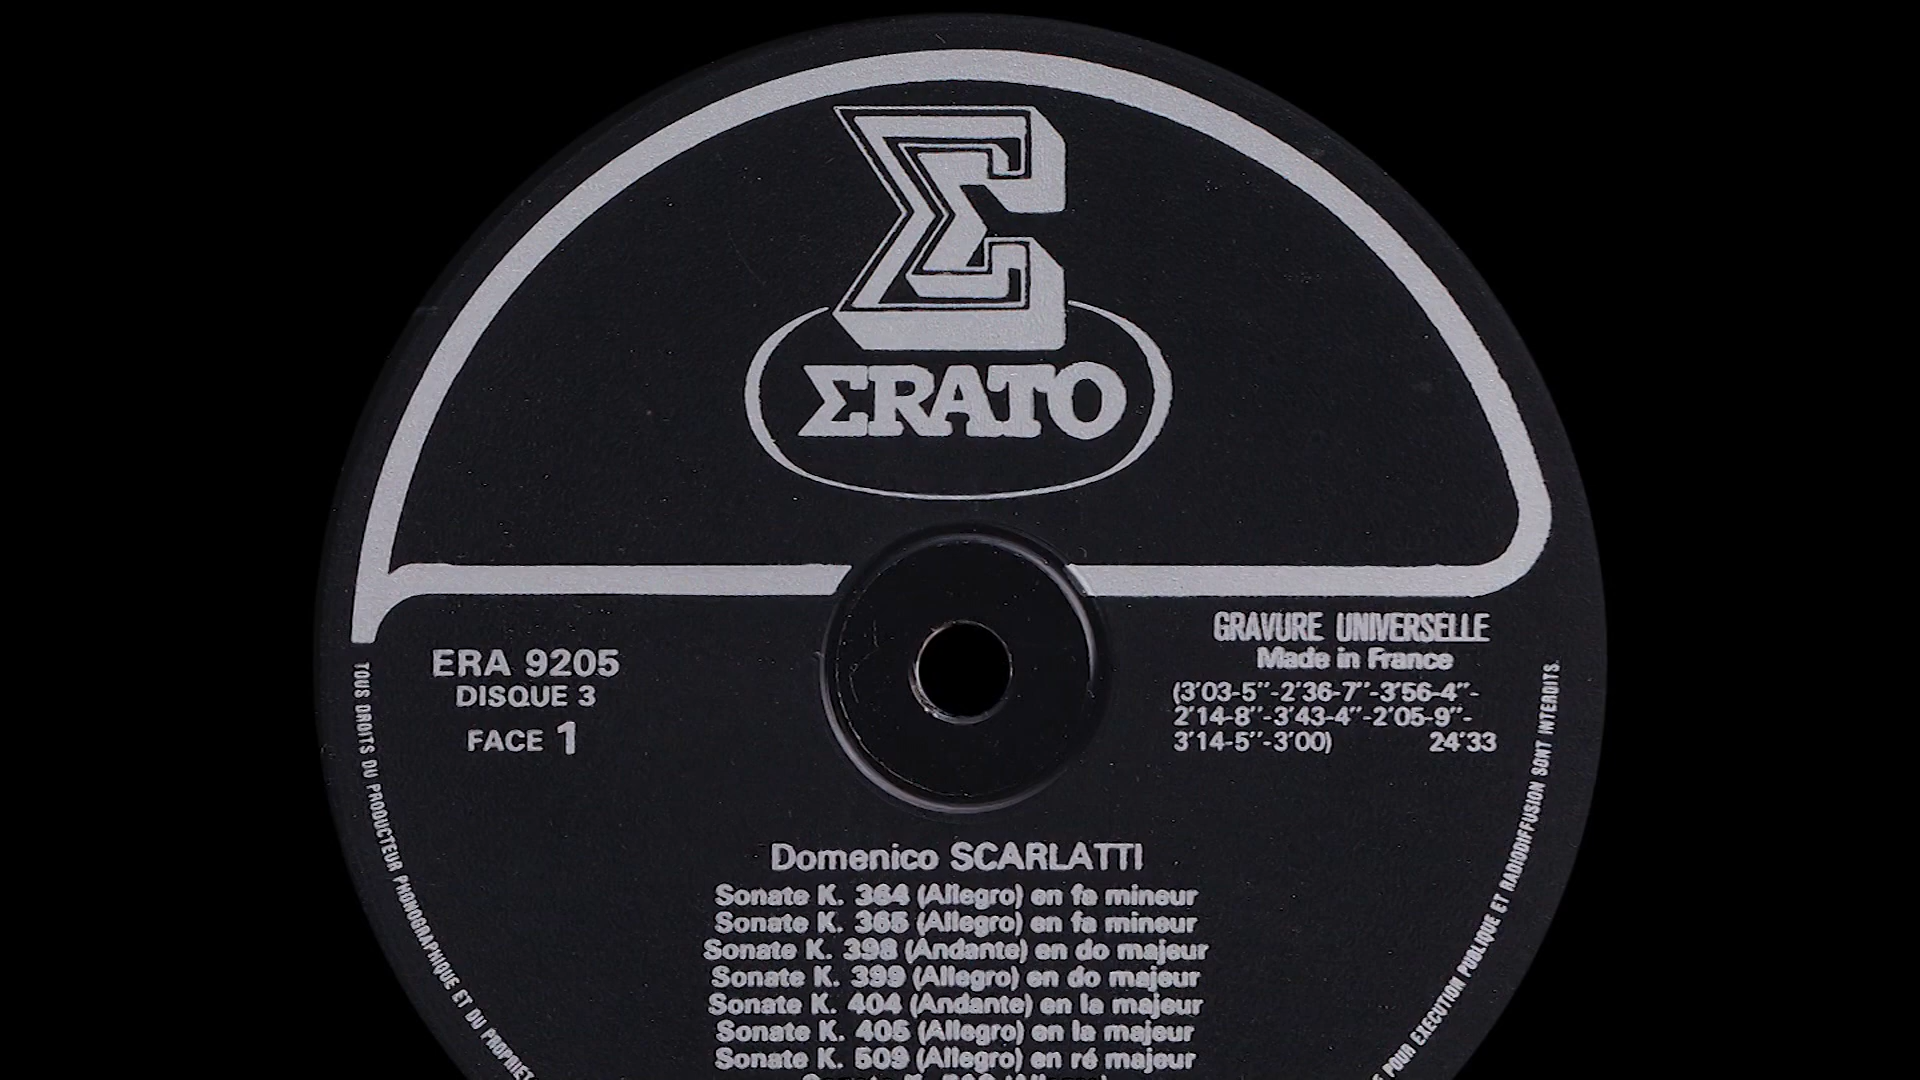 Σ
ΣRATO
ERA 9205
DISQUE 3
FACE 1
GRAVURE UNIVERSELLE
Made in France
(3'03-5''-2'36-7''-3'56-4''-
2'14-8''-3'43-4''-2'05-9''-
3'14-5''-3'00) 24'33
Domenico SCARLATTI
Sonate K. 364 (Allegro) en fa mineur
Sonate K. 365 (Allegro) en fa mineur
Sonate K. 398 (Andante) en do majeur
Sonate K. 399 (Allegro) en do majeur
Sonate K. 404 (Andante) en la majeur
Sonate K. 405 (Allegro) en la majeur
Sonate K. 509 (Allegro) en ré majeur
TOUS DROITS DU PRODUCTEUR PHONOGRAPHIQUE ET DU
POUR EXECUTION PUBLIQUE ET RADIODIFFUSION SONT INTERDITS.